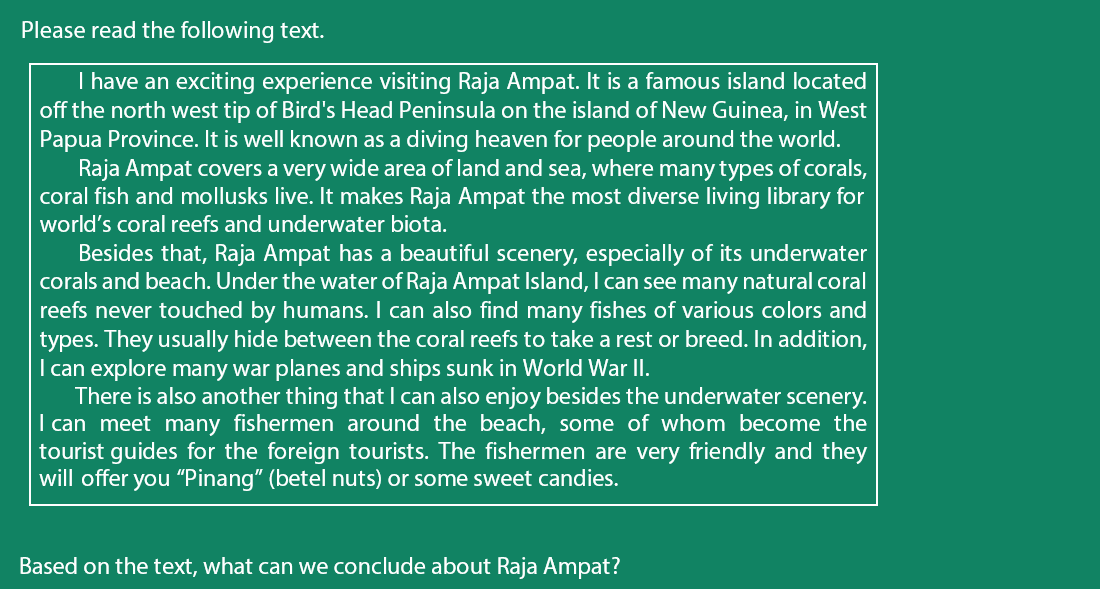 Please read the following text.
I have an exciting experience visiting Raja Ampat. It is a famous island located
off the north west tip of Bird's Head Peninsula on the island of New Guinea, in West
Papua Province. It is well known as a diving heaven for people around the world.
Raja Ampat covers a very wide area of land and sea, where many types of corals,
coral fish and mollusks live. It makes Raja Ampat the most diverse living library for
world’s coral reefs and underwater biota.
Besides that, Raja Ampat has a beautiful scenery, especially of its underwater
corals and beach. Under the water of Raja Ampat Island, I can see many natural coral
reefs never touched by humans. I can also find many fishes of various colors and
types. They usually hide between the coral reefs to take a rest or breed. In addition,
I can explore many war planes and ships sunk in World War II.
There is also another thing that I can also enjoy besides the underwater scenery.
I can meet many fishermen around the beach, some of whom become the
tourist guides for the foreign tourists. The fishermen are very friendly and they
will offer you “Pinang” (betel nuts) or some sweet candies.
Based on the text, what can we conclude about Raja Ampat?